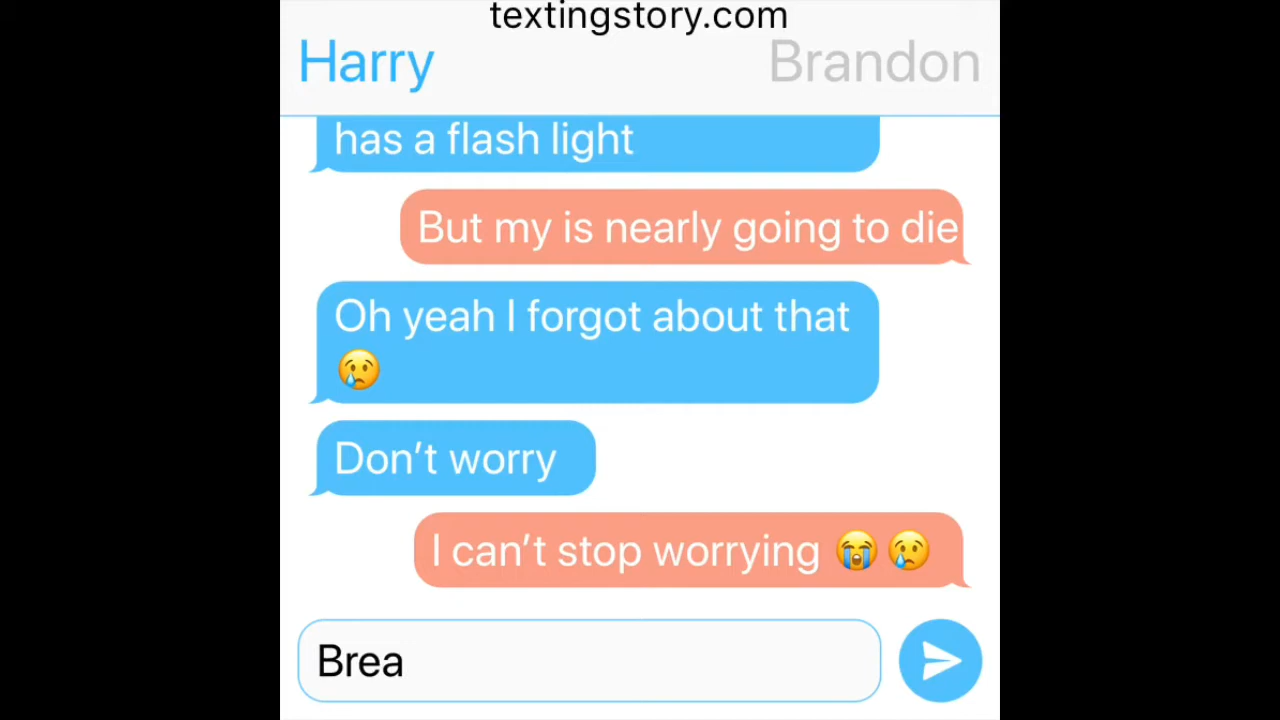 textingstory.com
Harry
Brandon
has a flash light
But my is nearly going to die
Oh yeah I forgot about that
😢
Don’t worry
I can’t stop worrying 😭 😢
Brea